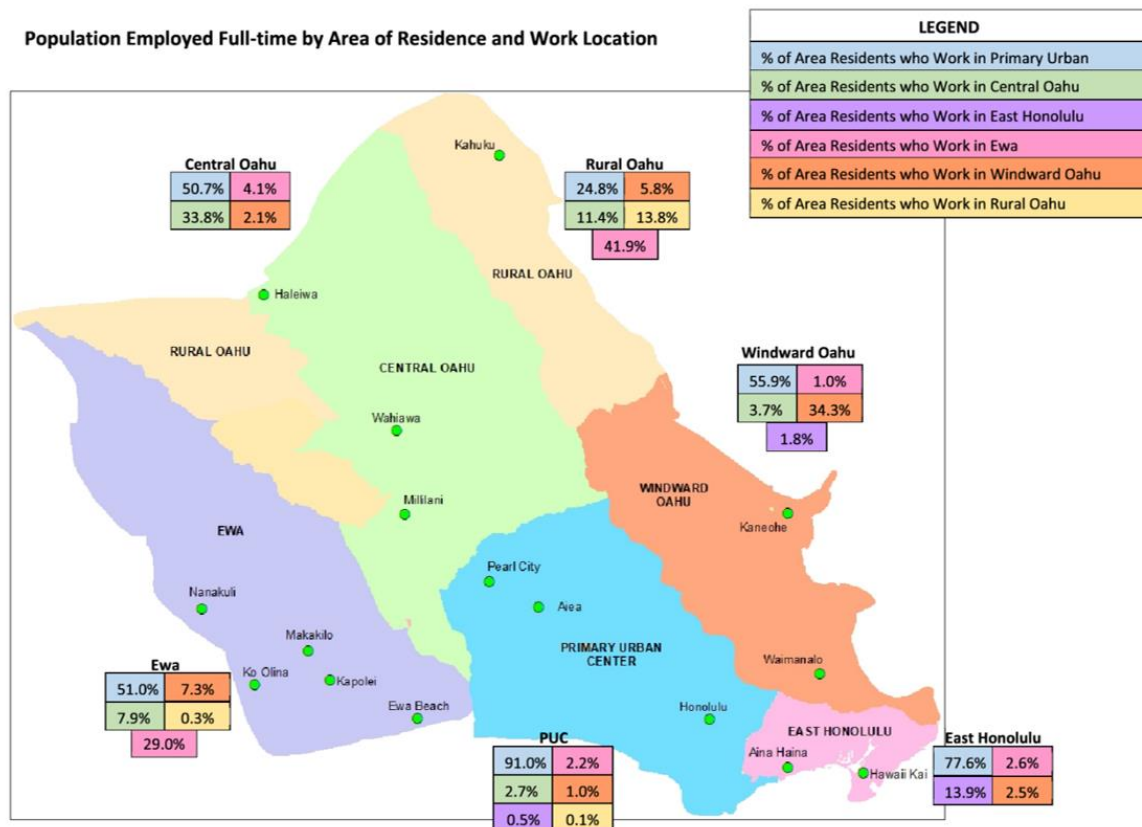 Population Employed Full-time by Area of Residence and Work Location
LEGEND
% of Area Residents who Work in Primary Urban
% of Area Residents who Work in Central Oahu
% of Area Residents who Work in East Honolulu
% of Area Residents who Work in Ewa
% of Area Residents who Work in Windward Oahu
% of Area Residents who Work in Rural Oahu
Kahuku
Central Oahu
50.7% 4.1%
33.8% 2.1%
Rural Oahu
24.8% 5.8%
11.4% 13.8%
41.9%
RURAL OAHU
Haleiwa
RURAL OAHU
CENTRAL OAHU
Windward Oahu
55.9% 1.0%
3.7% 34.3%
1.8%
Wahiawa
WINDWARD
OAHU
Mililani
Kaneohe
EWA
Pearl City
Nanakuli
Aiea
Makakilo
PRIMARY URBAN
CENTER
Waimanalo
Ewa
51.0% 7.3%
7.9% 0.3%
29.0%
Ko Olina
Kapolei
Ewa Beach
Honolulu
EAST HONOLULU
PUC
91.0% 2.2%
2.7% 1.0%
0.5% 0.1%
Aina Haina
Hawaii Kai
East Honolulu
77.6% 2.6%
13.9% 2.5%